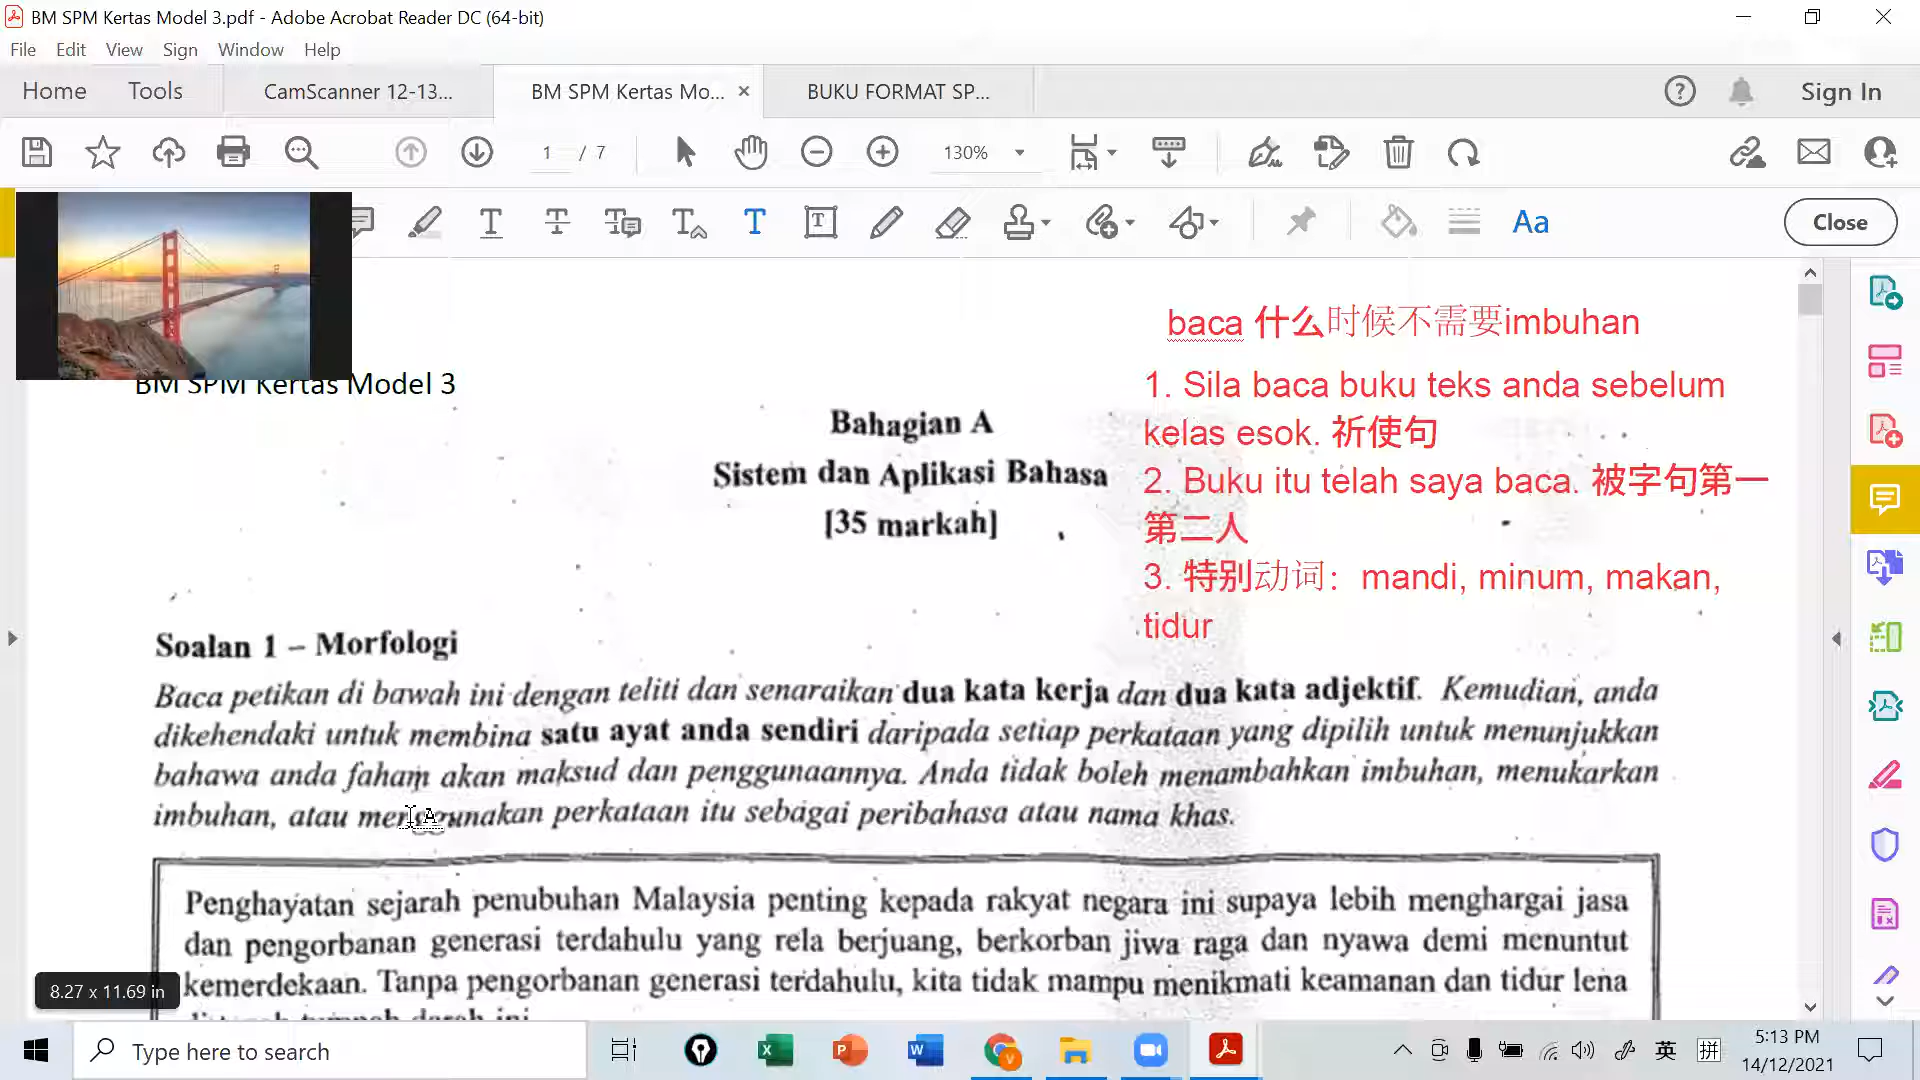 BM SPM Kertas Model 3.pdf - Adobe Acrobat Reader DC (64-bit)
File Edit View Sign Window Help
Home Tools CamScanner 12-13... BM SPM Kertas Mo... BUKU FORMAT SP... Sign In
1 / 7 130%
Close
baca 什么时候不需要imbuhan
BM SPM Kertas Model 3
1. Sila baca buku teks anda sebelum
kelas esok. 祈使句
2. Buku itu telah saya baca. 被字句第一
第二人
3. 特别动词：mandi, minum, makan,
tidur
Bahagian A
Sistem dan Aplikasi Bahasa
[35 markah]
Soalan 1 – Morfologi
Baca petikan di bawah ini dengan teliti dan senaraikan dua kata kerja dan dua kata adjektif. Kemudian, anda
dikehendaki untuk membina satu ayat anda sendiri daripada setiap perkataan yang dipilih untuk menunjukkan
bahawa anda faham akan maksud dan penggunaannya. Anda tidak boleh menambahkan imbuhan, menukarkan
imbuhan, atau menggunakan perkataan itu sebagai peribahasa atau nama khas.
Penghayatan sejarah penubuhan Malaysia penting kepada rakyat negara ini supaya lebih menghargai jasa
dan pengorbanan generasi terdahulu yang rela berjuang, berkorban jiwa raga dan nyawa demi menuntut
kemerdekaan. Tanpa pengorbanan generasi terdahulu, kita tidak mampu menikmati keamanan dan tidur lena
8.27 x 11.69 in
Type here to search
英 拼
5:13 PM
14/12/2021